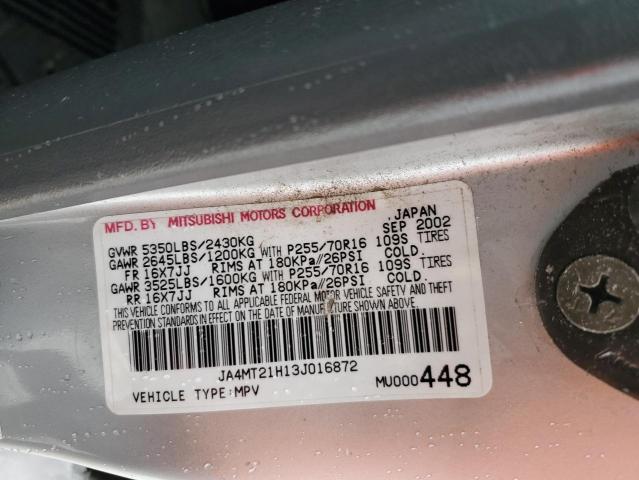 MFD. BY MITSUBISHI MOTORS CORPORATION JAPAN
SEP 2002
GVWR 5350LBS/2430KG
GAWR 2645LBS/1200KG WITH P255/70R16 109S TIRES
FR 16X7JJ RIMS AT 180KPa//26PSI COLD.
GAWR 3525LBS/1600KG WITH P255/70R16 109S TIRES
RR 16X7JJ RIMS AT 180KPa//26PSI COLD.
THIS VEHICLE CONFORMS TO ALL APPLICABLE FEDERAL MOTOR VEHICLE SAFETY AND THEFT
PREVENTION STANDARDS IN EFFECT ON THE DATE OF MANUFACTURE SHOWN ABOVE.
JA4MT21H13J016872
VEHICLE TYPE:MPV MU000448